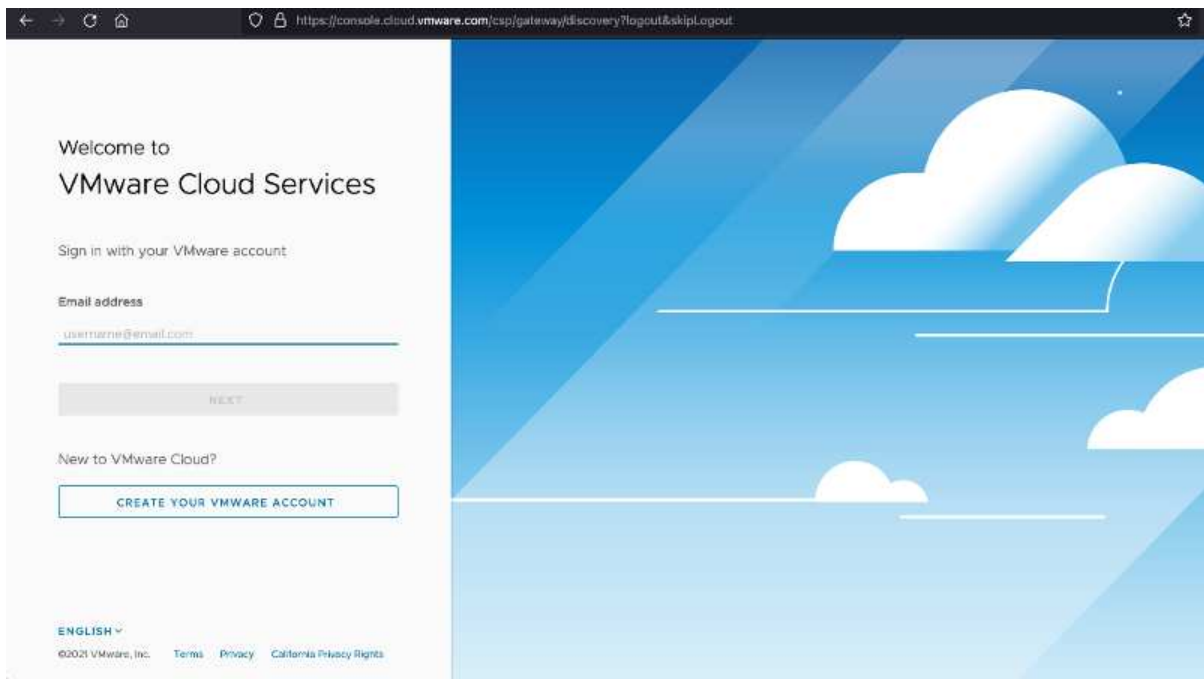 https://console.cloud.vmware.com/csp/gateway/discovery?logout&skipLogout
Welcome to
VMware Cloud Services
Sign in with your VMware account
Email address
username@email.com
NEXT
New to VMware Cloud?
CREATE YOUR VMWARE ACCOUNT
ENGLISH
©2021 VMware, Inc. Terms Privacy California Privacy Rights